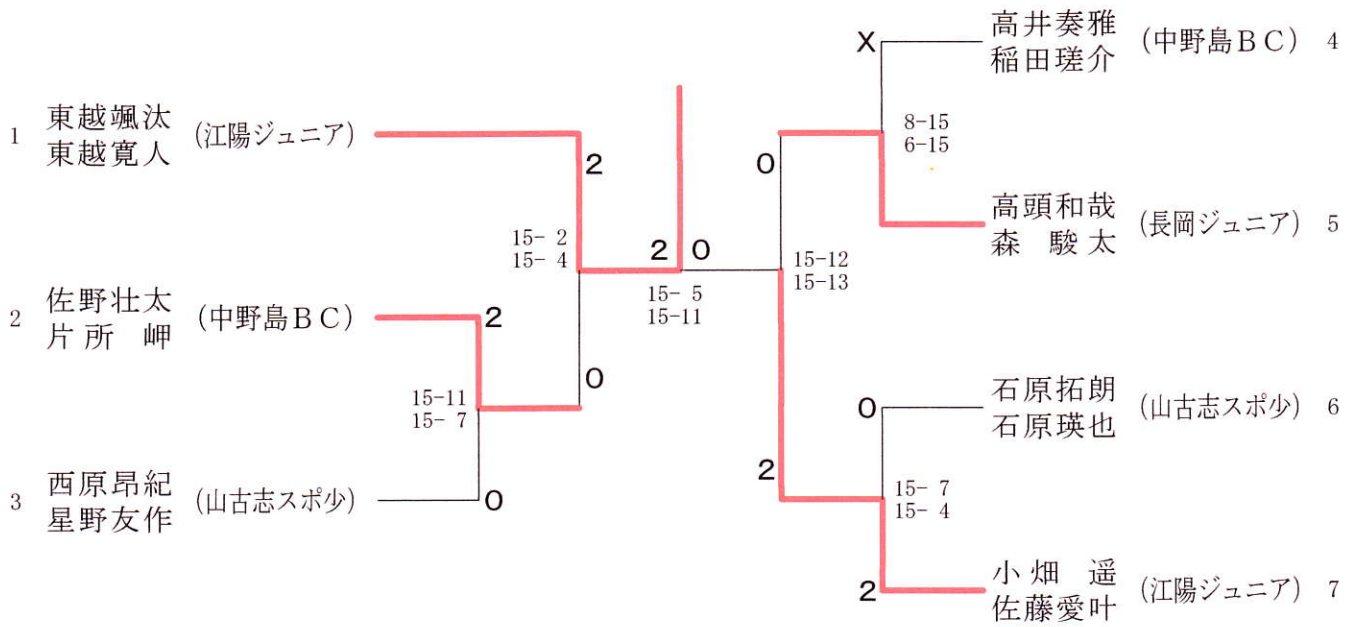 1 東越颯汰 (江陽ジュニア)
東越寛人
2
15- 2
15- 4
2 佐野壮太 (中野島BC)
片所 岬
2
15-11
15- 7
0
3 西原昂紀 (山古志スポ少)
星野友作
0
2 0
15- 5
15-11
X
高井奏雅 (中野島BC) 4
稲田瑳介
8-15
6-15
0
高頭和哉 (長岡ジュニア) 5
森 駿太
15-12
15-13
0
石原拓朗 (山古志スポ少) 6
石原瑛也
2
15- 7
15- 4
2
小畑 遥 (江陽ジュニア) 7
佐藤愛叶